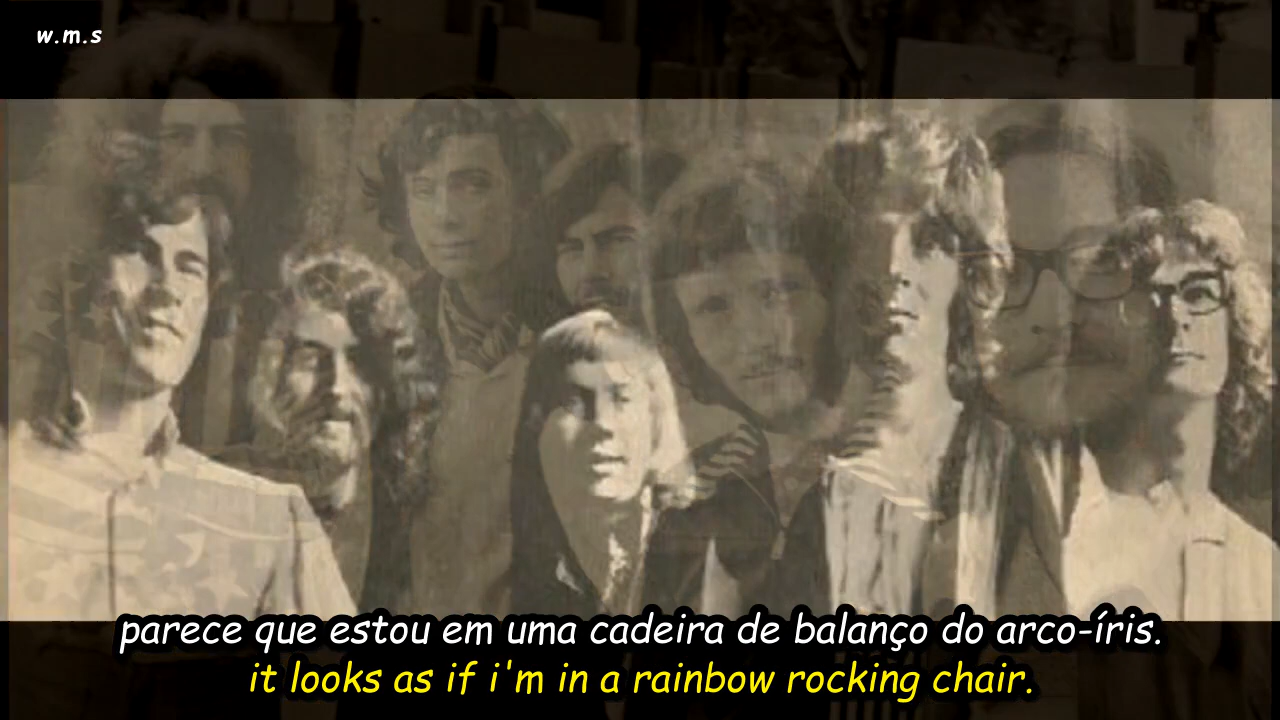 w.m.s
parece que estou em uma cadeira de balanço do arco-íris.
it looks as if i'm in a rainbow rocking chair.